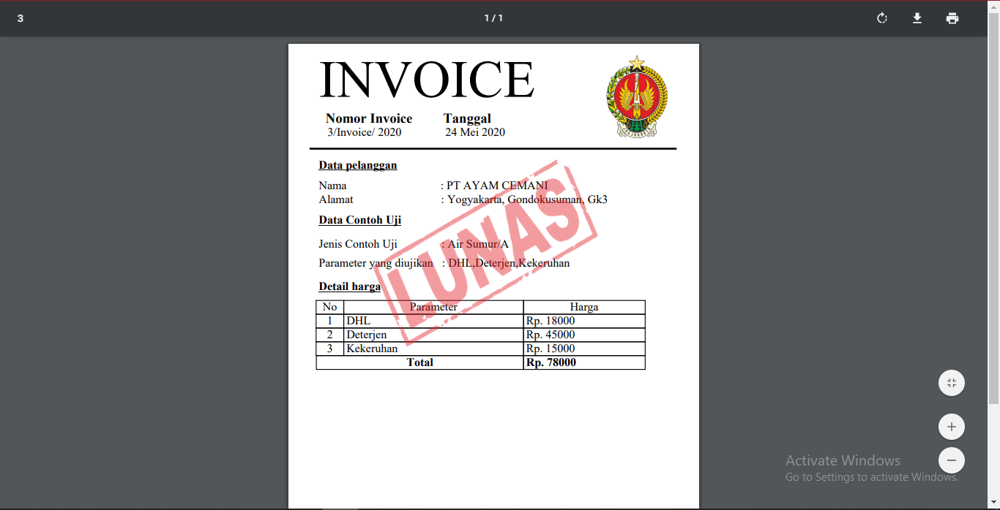 3
1 / 1
INVOICE
Nomor Invoice Tanggal
3/Invoice/ 2020 24 Mei 2020
Data pelanggan
Nama : PT AYAM CEMANI
Alamat : Yogyakarta, Gondokusuman, Gk3
Data Contoh Uji
Jenis Contoh Uji : Air Sumur/A
Parameter yang diujikan : DHL,Deterjen,Kekeruhan
LUNAS
Detail harga
No Parameter Harga
1 DHL Rp. 18000
2 Deterjen Rp. 45000
3 Kekeruhan Rp. 15000
Total Rp. 78000
Activate Windows
Go to Settings to activate Windows.